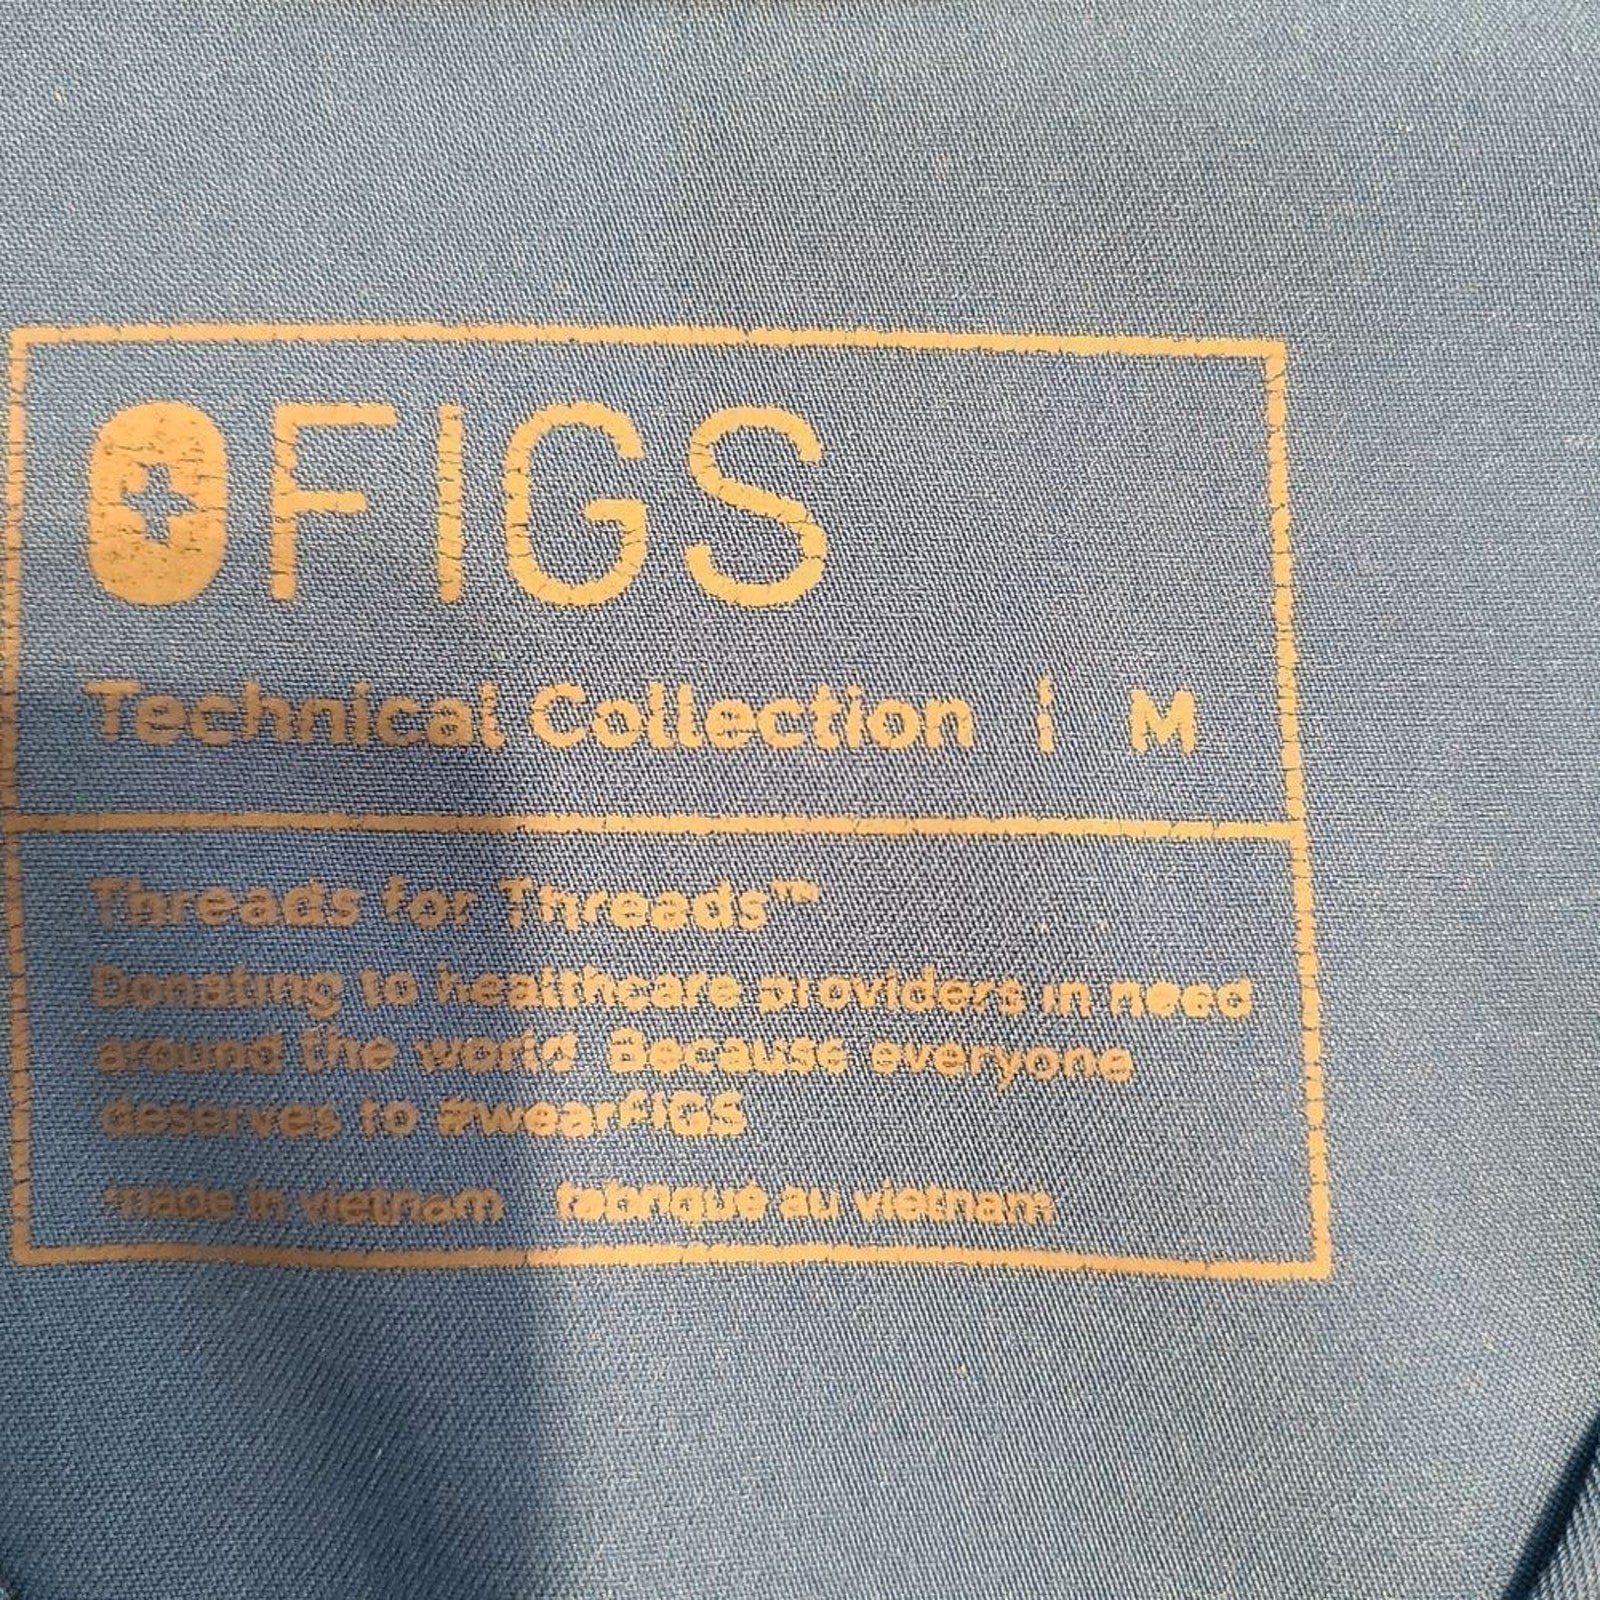 FIGS
Technical Collection | M
Threads for Threads™
Donating to healthcare providers in need
around the world. Because everyone
deserves to #wearFIGS
made in vietnam fabriqué au vietnam